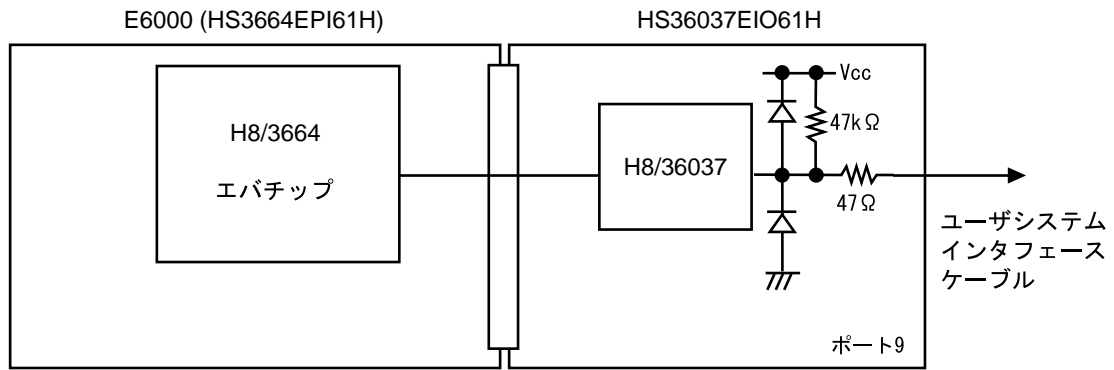 E6000 (HS3664EPI61H)
HS36037EIO61H
H8/3664
エバチップ
H8/36037
Vcc
47kΩ
47Ω
ユーザシステム
インタフェース
ケーブル
ポート9